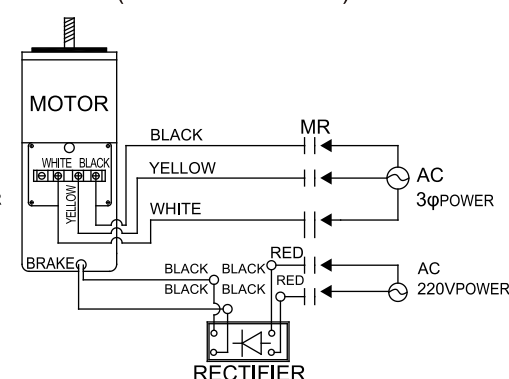 MOTOR
WHITE BLACK
YELLOW
BRAKE
BLACK
YELLOW
WHITE
MR
AC
3φPOWER
RED
BLACK BLACK
RED
BLACK BLACK
AC
220VPOWER
RECTIFIER